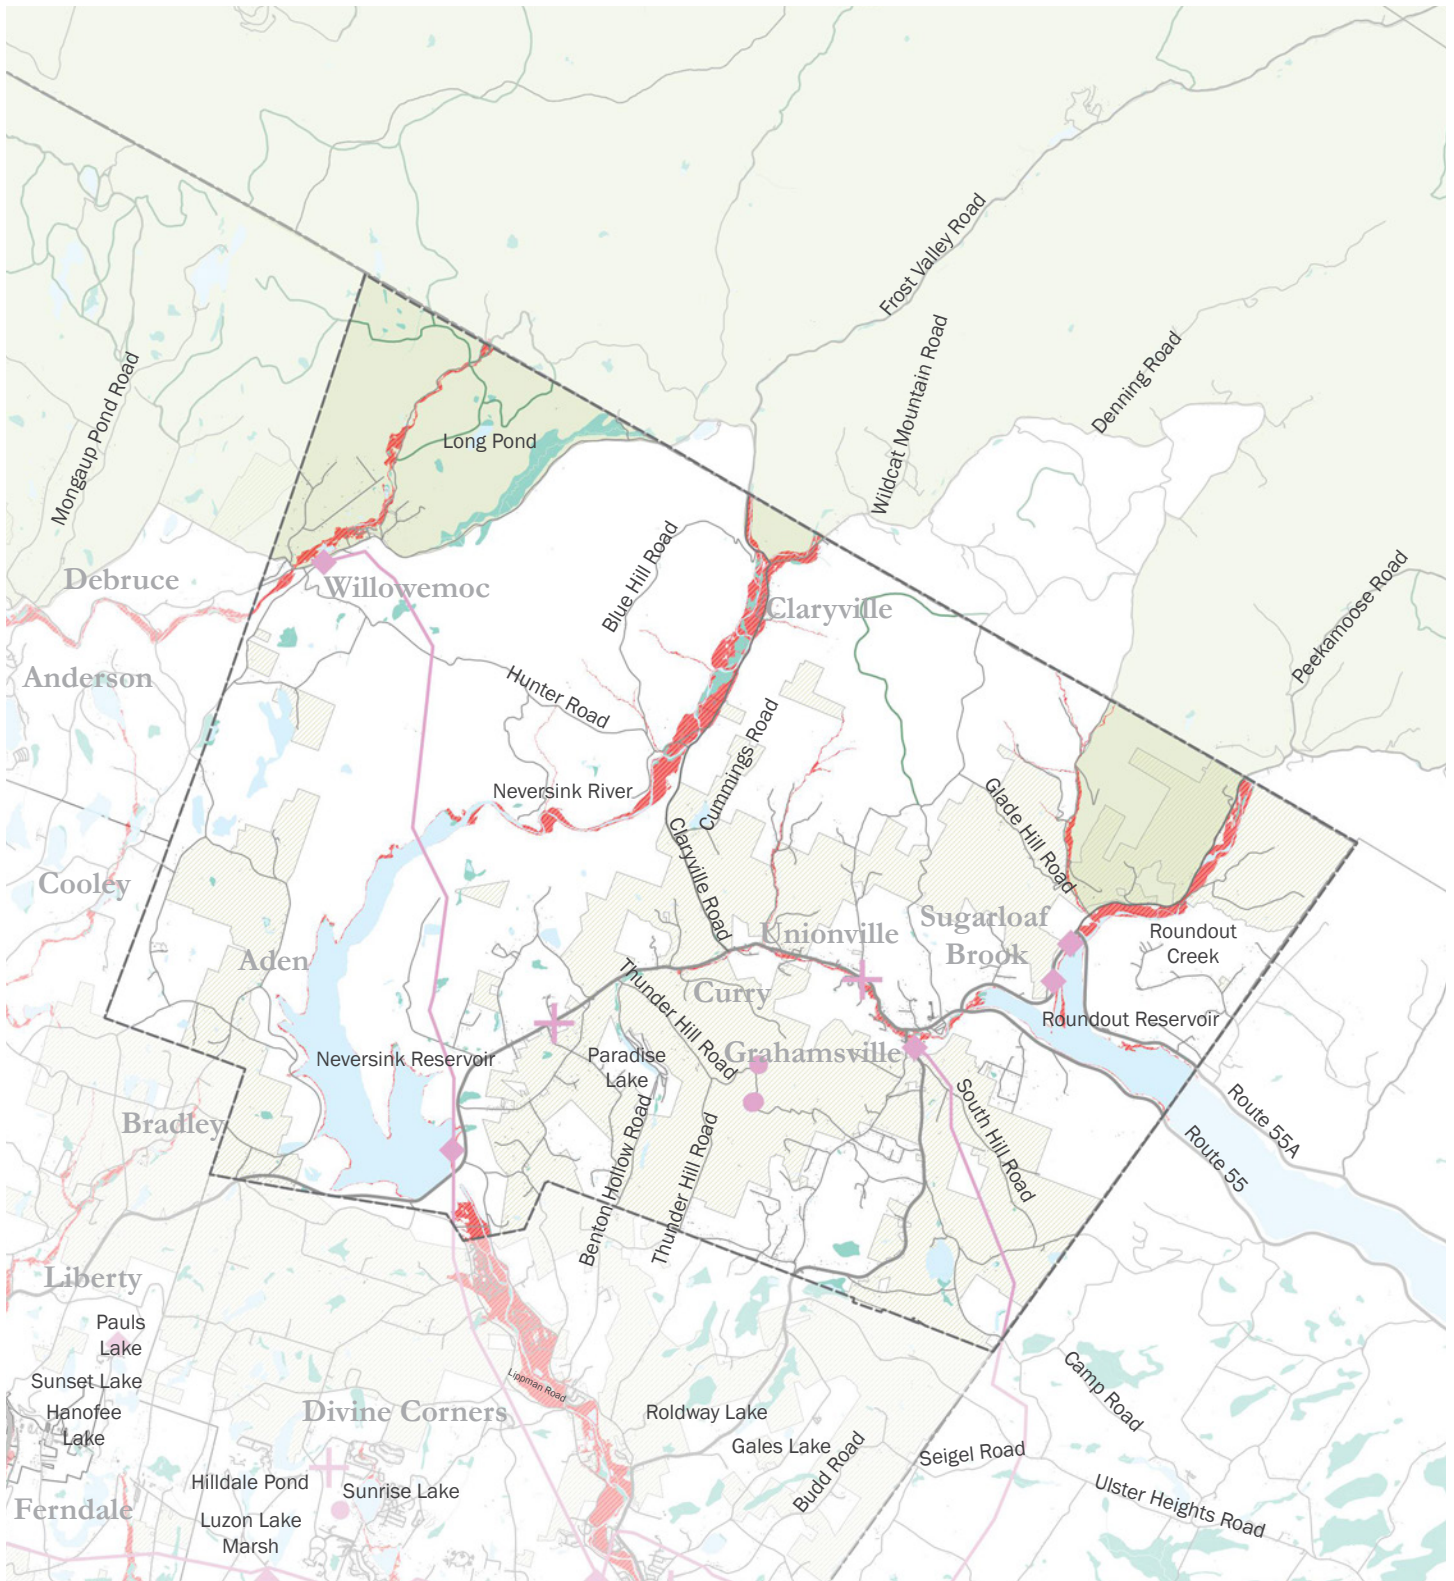 Frost Valley Road
Wildcat Mountain Road
Denning Road
Mongaup Pond Road
Long Pond
Blue Hill Road
Peekamoose Road
Debruce
Willowemoc
Claryville
Anderson
Hunter Road
Cummings Road
Neversink River
Glade Hill Road
Claryville Road
Cooley
Sugarloaf
Brook
Unionville
Roundout
Creek
Aden
Curry
Thunder Hill Road
Roundout Reservoir
Neversink Reservoir
Paradise
Lake
Grahamsville
Bradley
South Hill Road
Route 55A
Route 55
Benton Hollow Road
Thunder Hill Road
Liberty
Pauls
Lake
Sunset Lake
Hanofee
Lake
Lippman Road
Camp Road
Divine Corners
Roldway Lake
Gales Lake
Budd Road
Seigel Road
Hilldale Pond
Sunrise Lake
Ulster Heights Road
Ferndale
Luzon Lake
Marsh